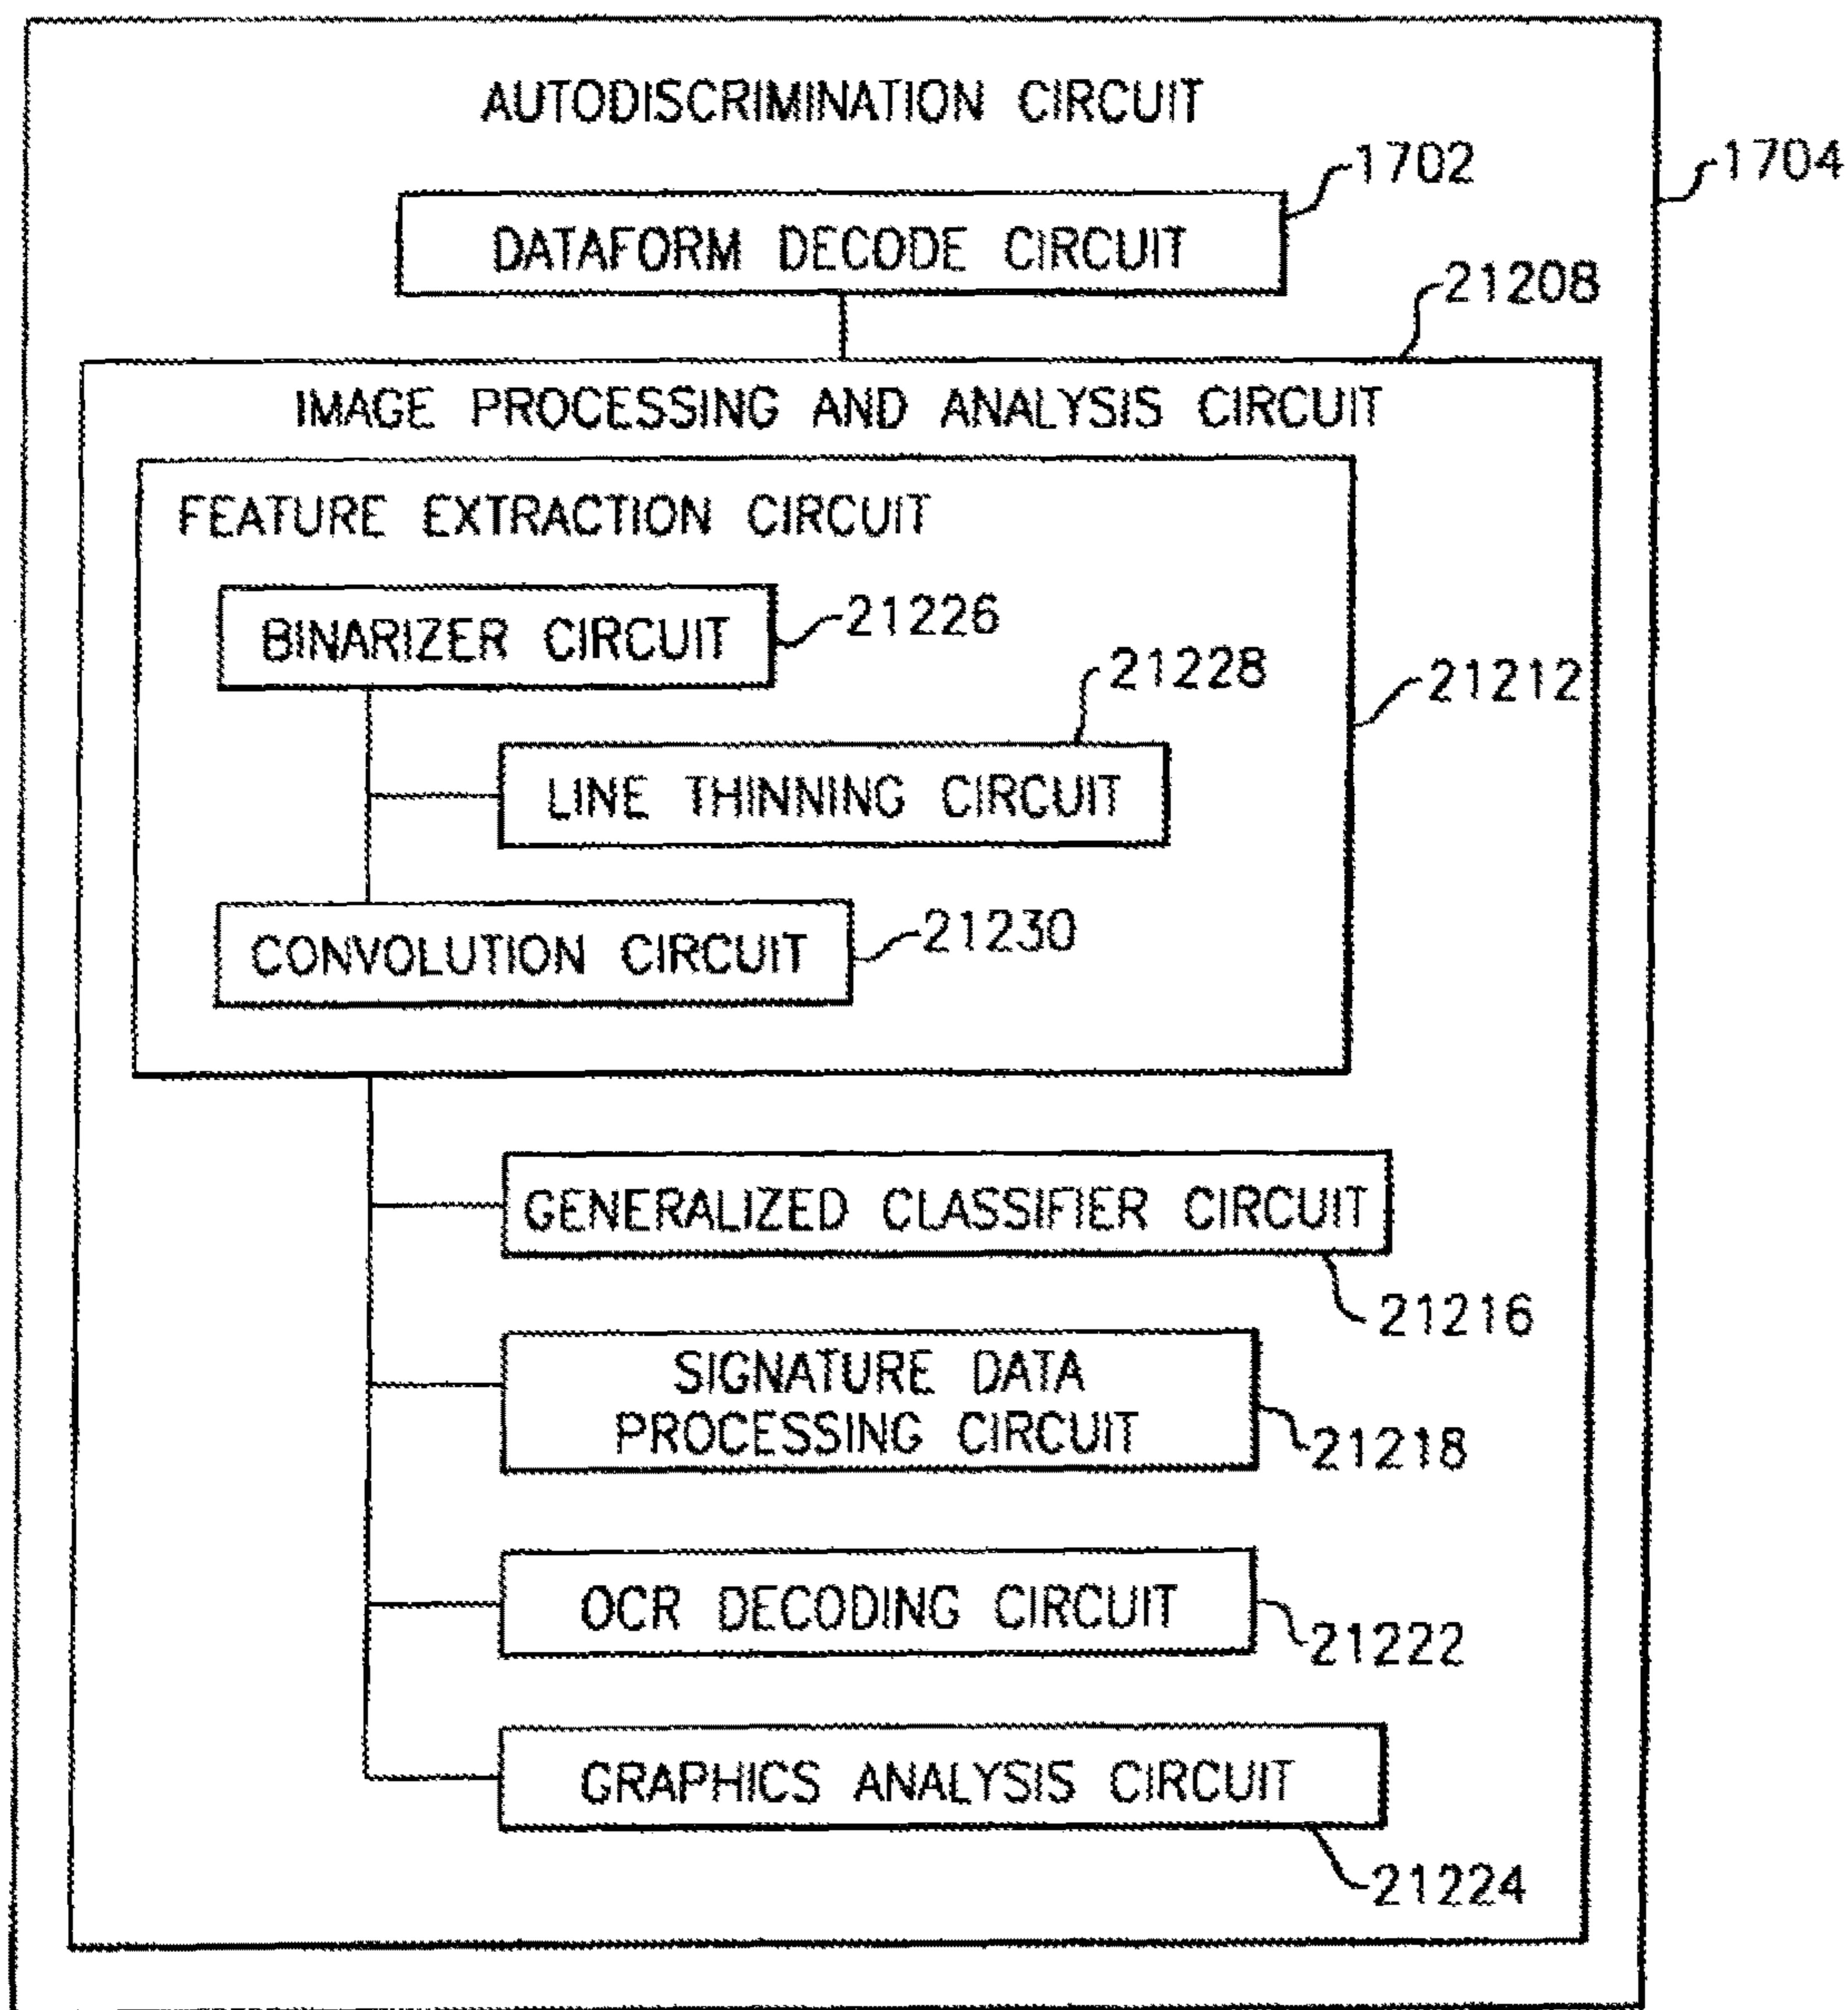 AUTODISCRIMINATION CIRCUIT
1702
1704
DATAFORM DECODE CIRCUIT
21208
IMAGE PROCESSING AND ANALYSIS CIRCUIT
FEATURE EXTRACTION CIRCUIT
BINARIZER CIRCUIT
21226
21228
21212
LINE THINNING CIRCUIT
CONVOLUTION CIRCUIT
21230
GENERALIZED CLASSIFIER CIRCUIT
21216
SIGNATURE DATA
PROCESSING CIRCUIT
21218
OCR DECODING CIRCUIT
21222
GRAPHICS ANALYSIS CIRCUIT
21224